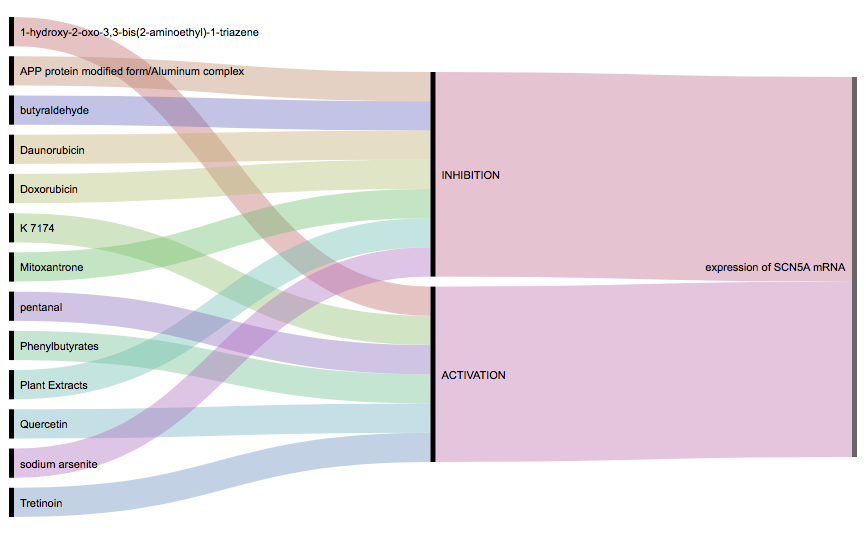 1-hydroxy-2-oxo-3,3-bis(2-aminoethyl)-1-triazene
APP protein modified form/Aluminum complex
butyraldehyde
Daunorubicin
Doxorubicin
K 7174
Mitoxantrone
pentanal
Phenylbutyrates
Plant Extracts
Quercetin
sodium arsenite
Tretinoin
INHIBITION
ACTIVATION
expression of SCN5A mRNA